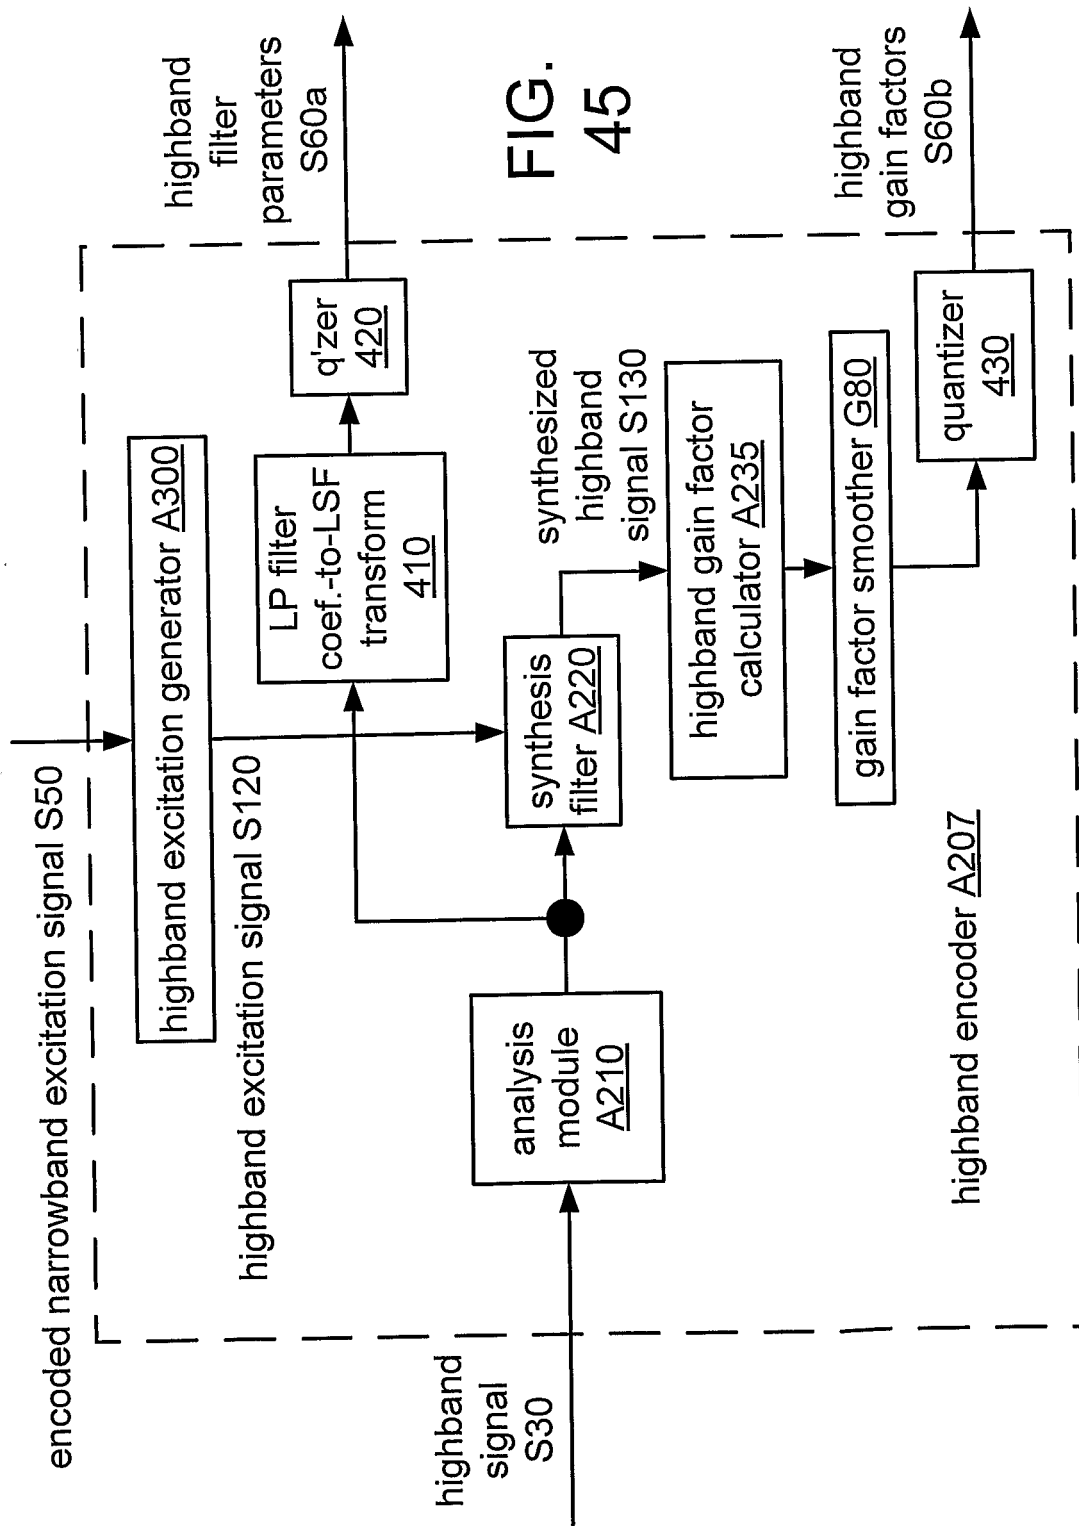 encoded narrowband excitation signal S50
highband excitation generator A300
highband excitation signal S120
LP filter
coef.-to-LSF
transform
410
q'zer
420
highband
filter
parameters
S60a
FIG.
45
highband
signal
S30
analysis
module
A210
synthesis
filter A220
synthesized
highband
signal S130
highband gain factor
calculator A235
gain factor smoother G80
quantizer
430
highband
gain factors
S60b
highband encoder A207